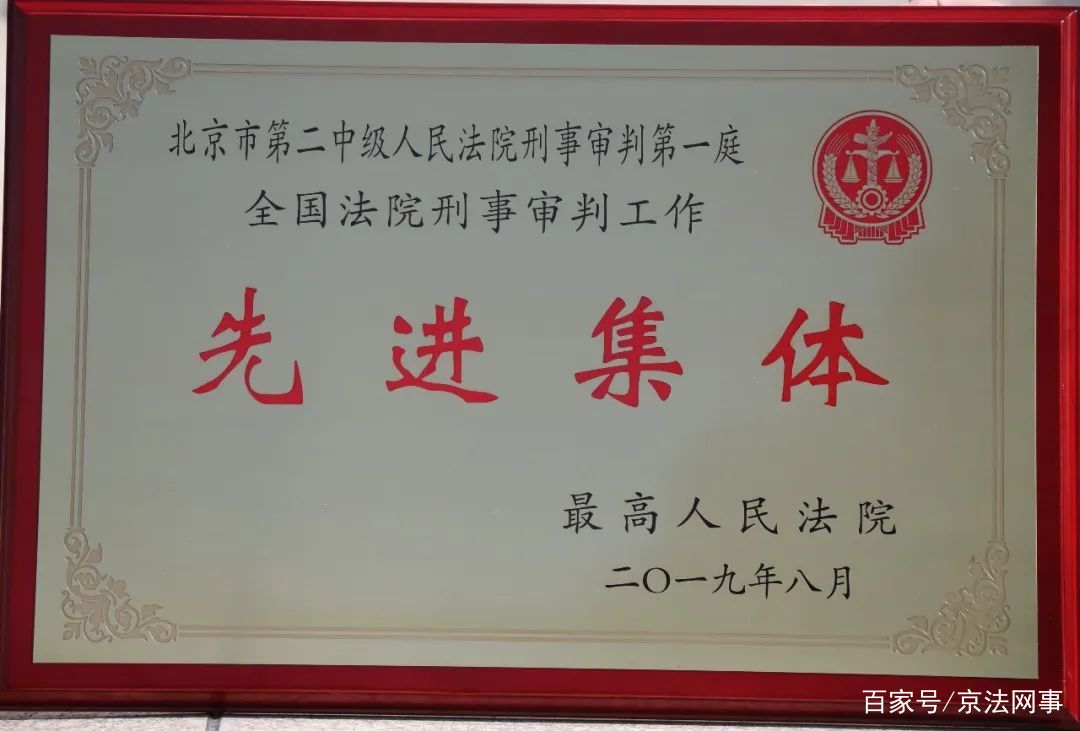 北京市第二中级人民法院刑事审判第一庭
全国法院刑事审判工作
先进集体
最高人民法院
二〇一九年八月
百家号/京法网事